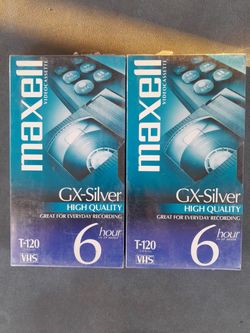 maxell
VIDEOCASSETTE
GX-Silver
HIGH QUALITY
GREAT FOR EVERYDAY RECORDING
T-120
VHS
6 hour
maxell
VIDEOCASSETTE
GX-Silver
HIGH QUALITY
GREAT FOR EVERYDAY RECORDING
T-120
VHS
6 hour